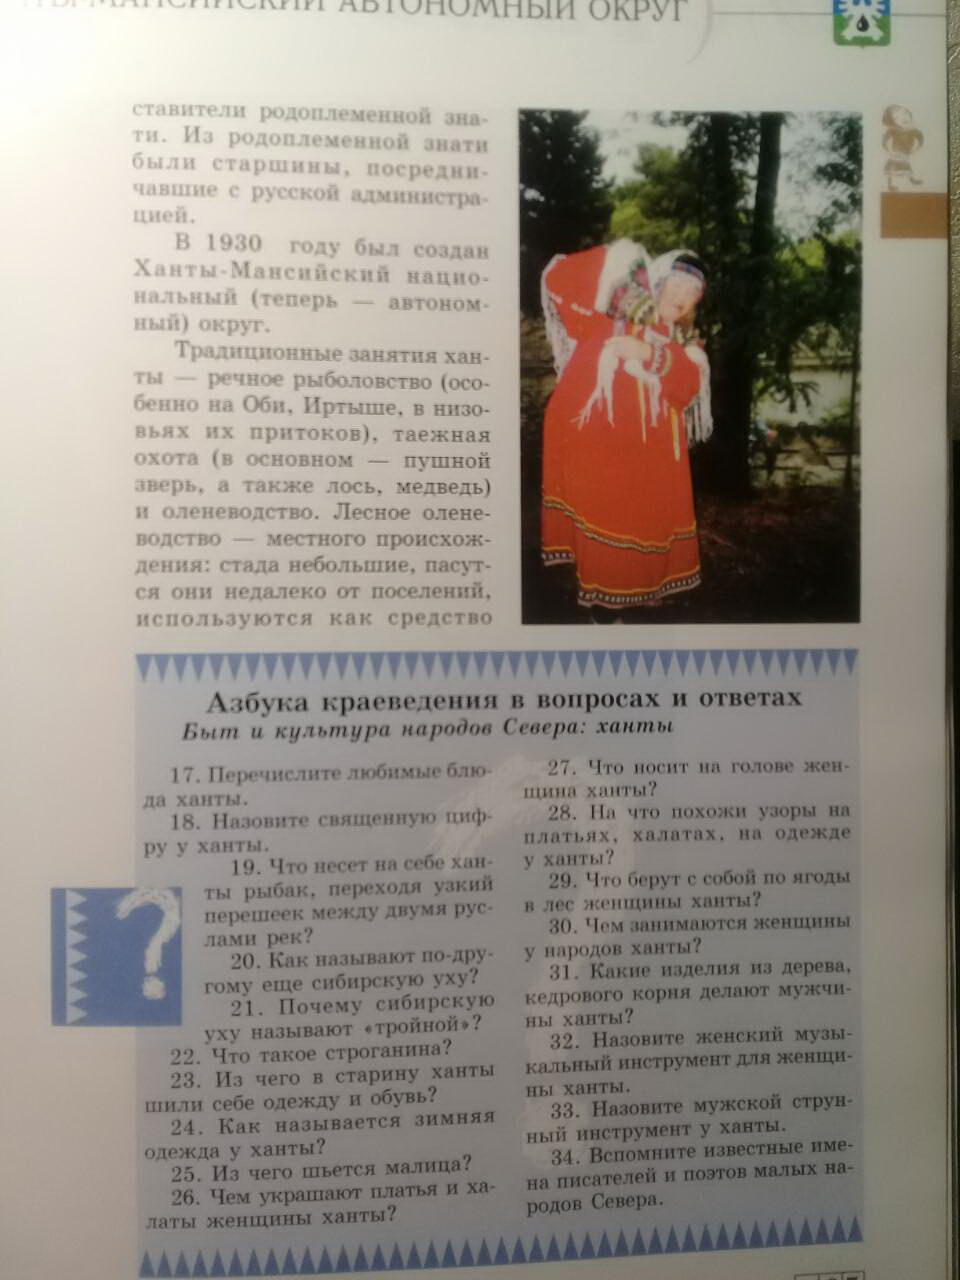 МАНСИЙСКИЙ АВТОНОМНЫЙ ОКРУГ
ставители родоплеменной зна-
ти. Из родоплеменной знати
были старшины, посредни-
чавшие с русской администра-
цией.
В 1930 году был создан
Ханты-Мансийский нацио-
нальный (теперь — автоном-
ный) округ.
Традиционные занятия хан-
ты — речное рыболовство (осо-
бенно на Оби, Иртыше, в низо-
вьях их притоков), таежная
охота (в основном — пушной
зверь, а также лось, медведь)
и оленеводство. Лесное олене-
водство — местного происхож-
дения: стада небольшие, пасут-
ся они недалеко от поселений,
используются как средство
Азбука краеведения в вопросах и ответах
Быт и культура народов Севера: ханты
17. Перечислите любимые блю-
да ханты.
18. Назовите священную циф-
ру у ханты.
19. Что несет на себе хан-
ты рыбак, переходя узкий
перешеек между двумя рус-
лами рек?
20. Как называют по-дру-
гому еще сибирскую уху?
21. Почему сибирскую
уху называют «тройной»?
22. Что такое строганина?
23. Из чего в старину ханты
шили себе одежду и обувь?
24. Как называется зимняя
одежда у ханты?
25. Из чего шьется малица?
26. Чем украшают платья и ха-
латы женщины ханты?
27. Что носит на голове жен-
щина ханты?
28. На что похожи узоры на
платьях, халатах, на одежде
у ханты?
29. Что берут с собой по ягоды
в лес женщины ханты?
30. Чем занимаются женщины
у народов ханты?
31. Какие изделия из дерева,
кедрового корня делают мужчи-
ны ханты?
32. Назовите женский музы-
кальный инструмент для женщи-
ны ханты.
33. Назовите мужской струн-
ный инструмент у ханты.
34. Вспомните известные име-
на писателей и поэтов малых на-
родов Севера.